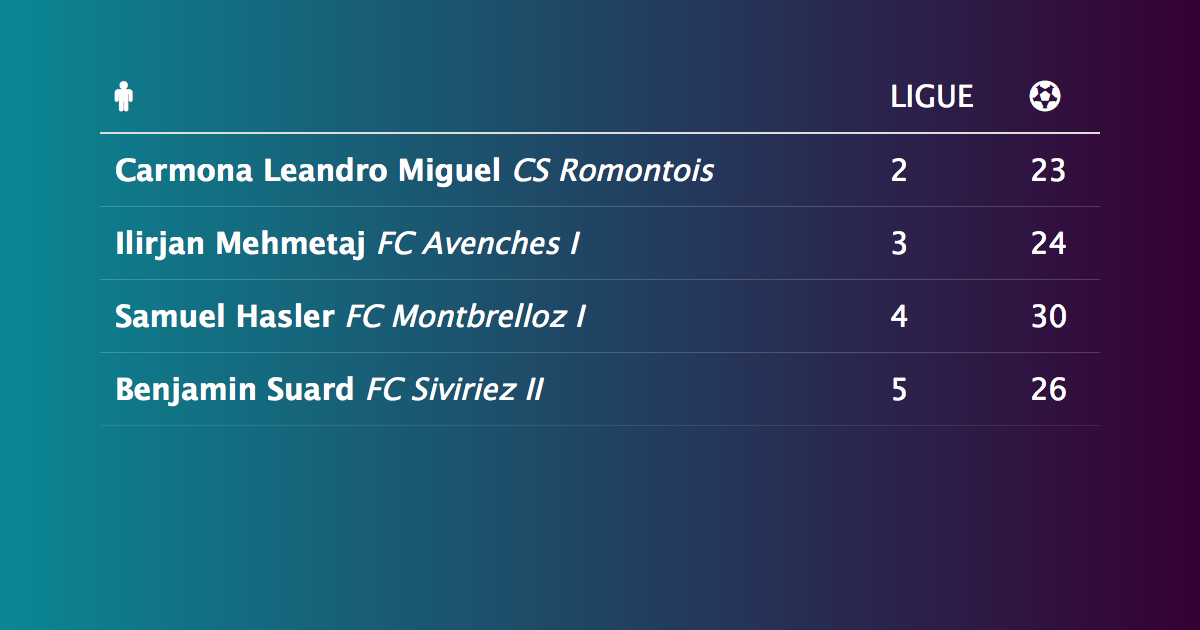 LIGUE
Carmona Leandro Miguel CS Romontois 2 23
Ilirjan Mehmetaj FC Avenches I 3 24
Samuel Hasler FC Montbrelloz I 4 30
Benjamin Suard FC Siviriez II 5 26